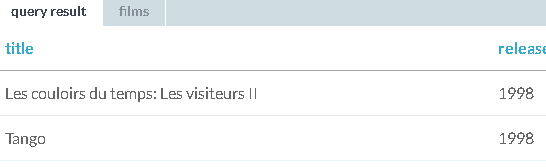 query result films
title release
Les couloirs du temps: Les visiteurs II 1998
Tango 1998